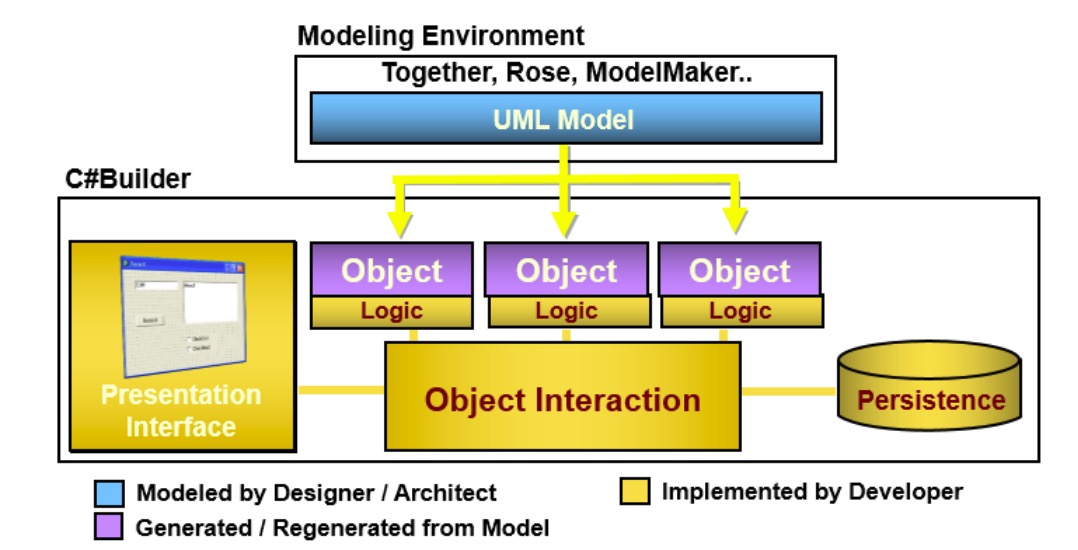 Modeling Environment
Together, Rose, ModelMaker..
UML Model
C#Builder
Object
Object
Object
Logic
Logic
Logic
Presentation
Interface
Object Interaction
Persistence
Modeled by Designer / Architect
Implemented by Developer
Generated / Regenerated from Model